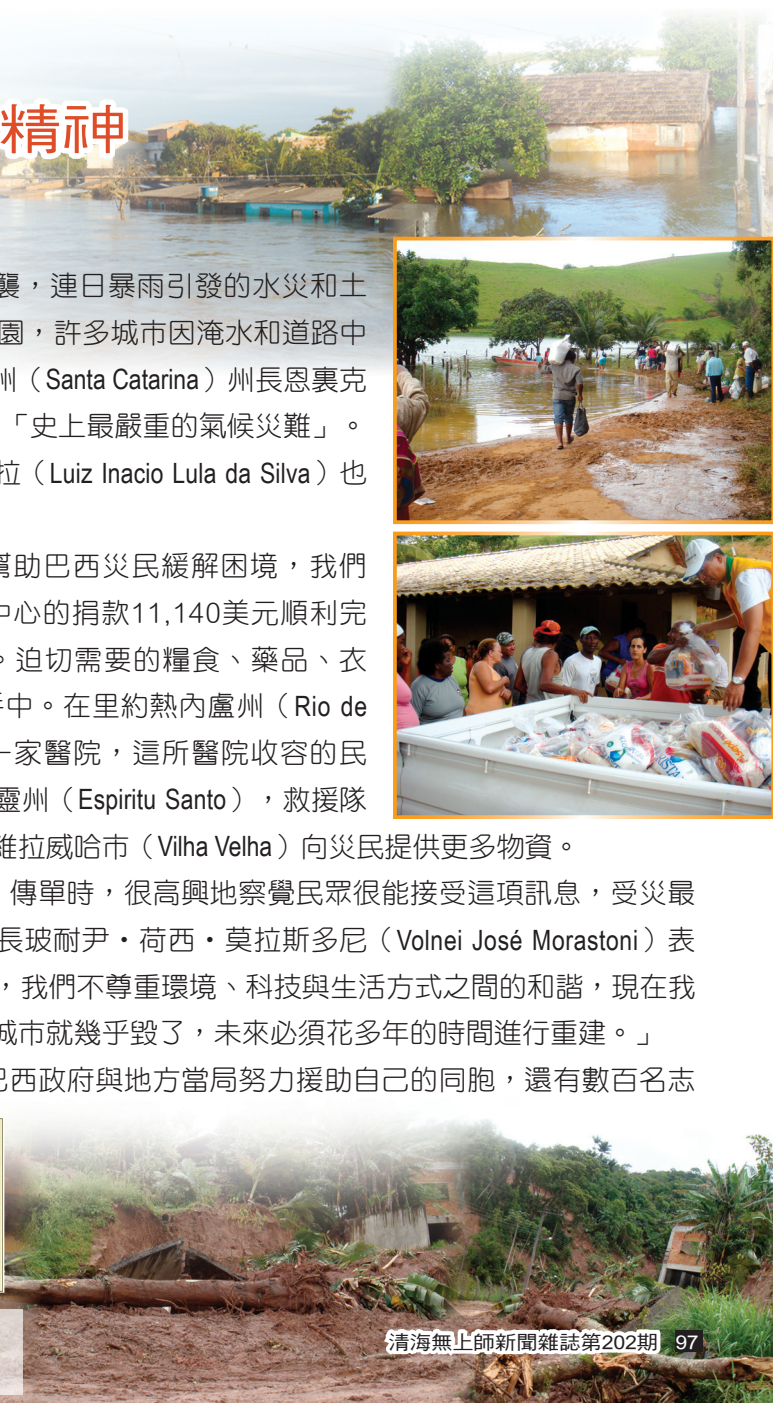 精神
襲，連日暴雨引發的水災和土
園，許多城市因淹水和道路中
州（Santa Catarina）州長恩裏克
「史上最嚴重的氣候災難」。
拉（Luiz Inacio Lula da Silva）也
幫助巴西災民緩解困境，我們
中心的捐款11,140美元順利完
。迫切需要的糧食、藥品、衣
手中。在里約熱內盧州（Rio de
一家醫院，這所醫院收容的民
靈州（Espiritu Santo），救援隊
維拉威哈市（Vilha Velha）向災民提供更多物資。
傳單時，很高興地察覺民眾很能接受這項訊息，受災最
長玻耐尹·荷西·莫拉斯多尼（Volnei José Morastoni）表
，我們不尊重環境、科技與生活方式之間的和諧，現在我
城市就幾乎毀了，未來必須花多年的時間進行重建。」
巴西政府與地方當局努力援助自己的同胞，還有數百名志
清海無上師新聞雜誌第202期 97